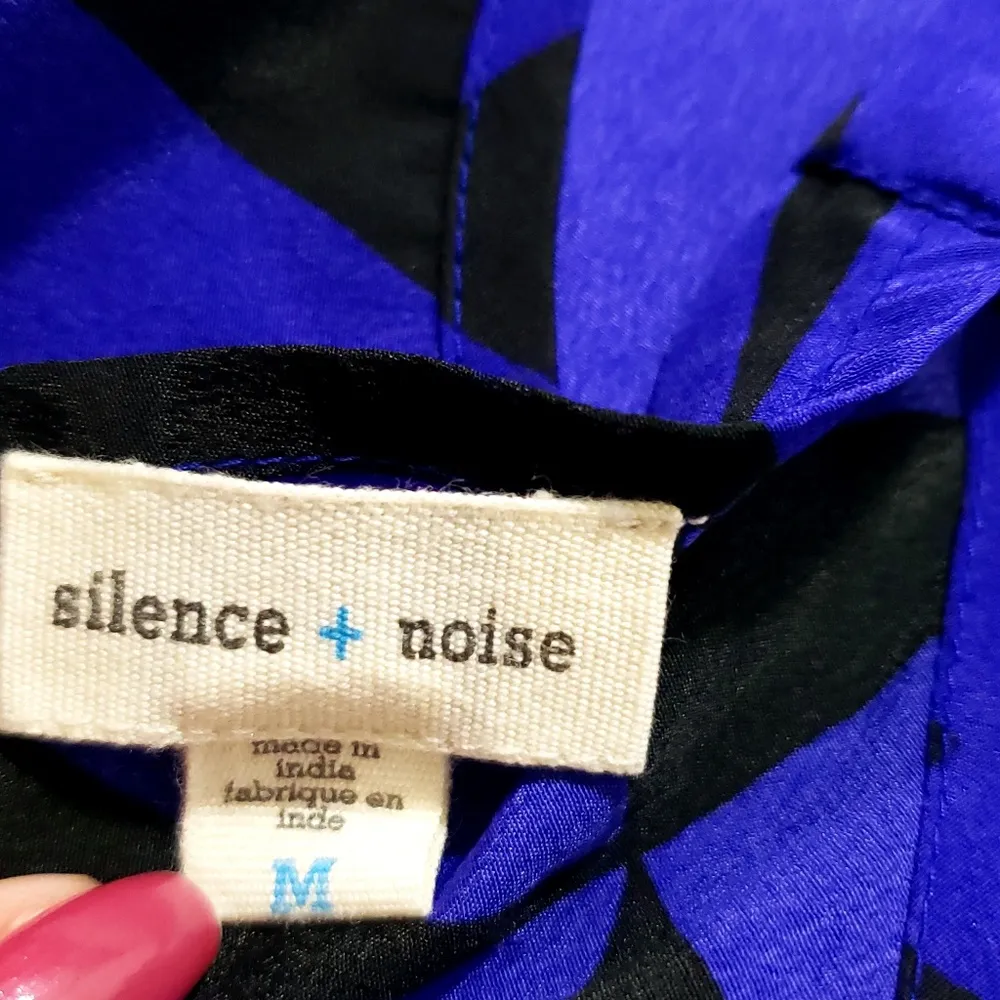 silence + noise
made in
india
fabrique en
inde
M